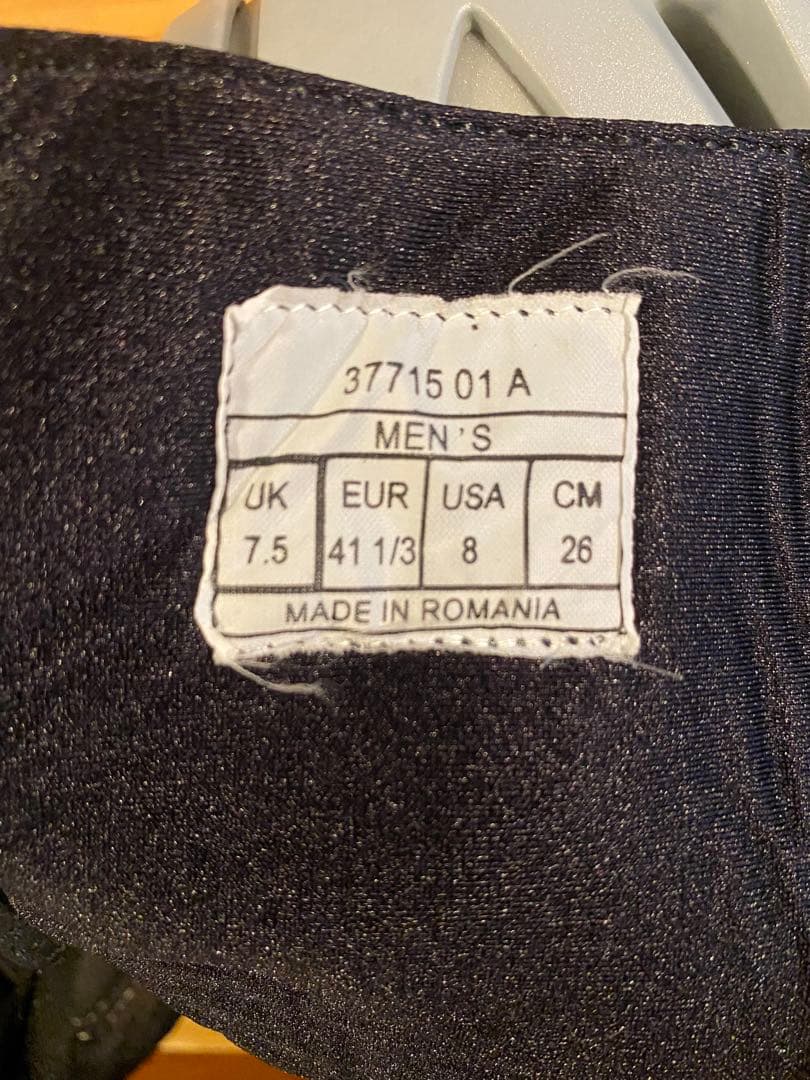 37715 01 A
MEN'S
UK EUR USA CM
7.5 41 1/3 8 26
MADE IN ROMANIA